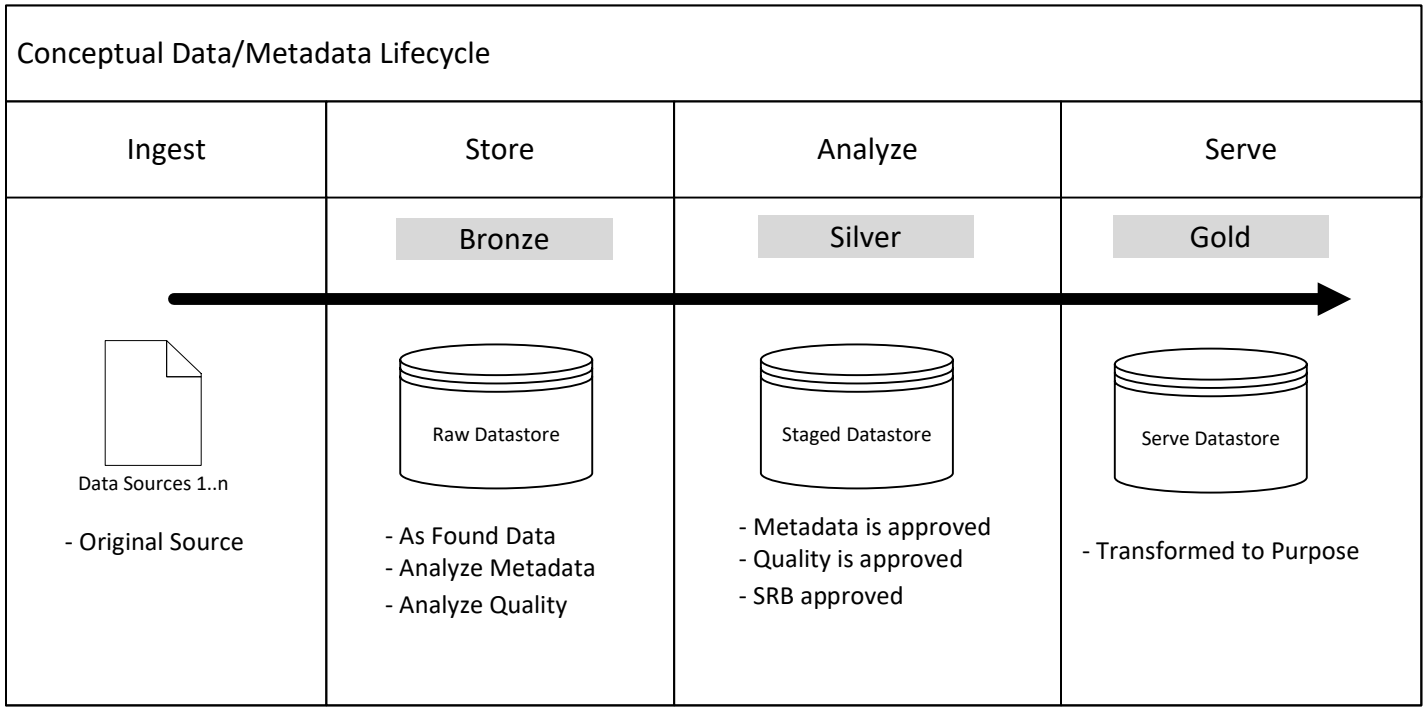 Conceptual Data/Metadata Lifecycle
Ingest
Store
Analyze
Serve
Bronze
Silver
Gold
Data Sources 1..n
Raw Datastore
Staged Datastore
Serve Datastore
- Original Source
- As Found Data
- Analyze Metadata
- Analyze Quality
- Metadata is approved
- Quality is approved
- SRB approved
- Transformed to Purpose